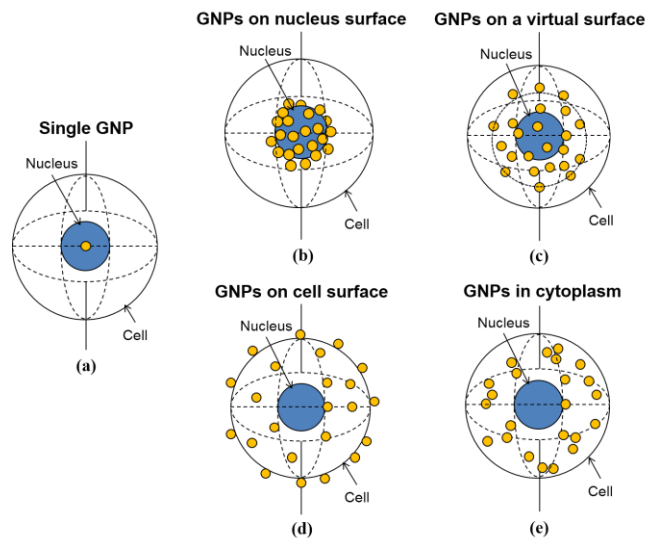 GNPs on nucleus surface
Nucleus
Cell
(b)
GNPs on a virtual surface
Nucleus
Cell
(c)
Single GNP
Nucleus
Cell
(a)
GNPs on cell surface
Nucleus
Cell
(d)
GNPs in cytoplasm
Nucleus
Cell
(e)